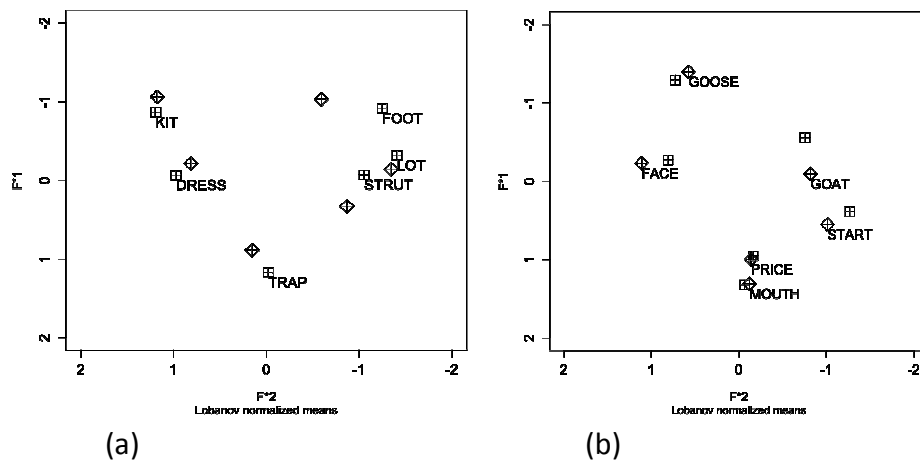 -2
-1
0
1
2
F*1
KIT
FOOT
LOT
DRESS
STRUT
TRAP
2
1
0
-1
-2
F*2
Lobanov normalized means
(a)
-2
-1
0
1
2
F*1
GOOSE
FACE
GOAT
START
PRICE
MOUTH
2
1
0
-1
-2
F*2
Lobanov normalized means
(b)